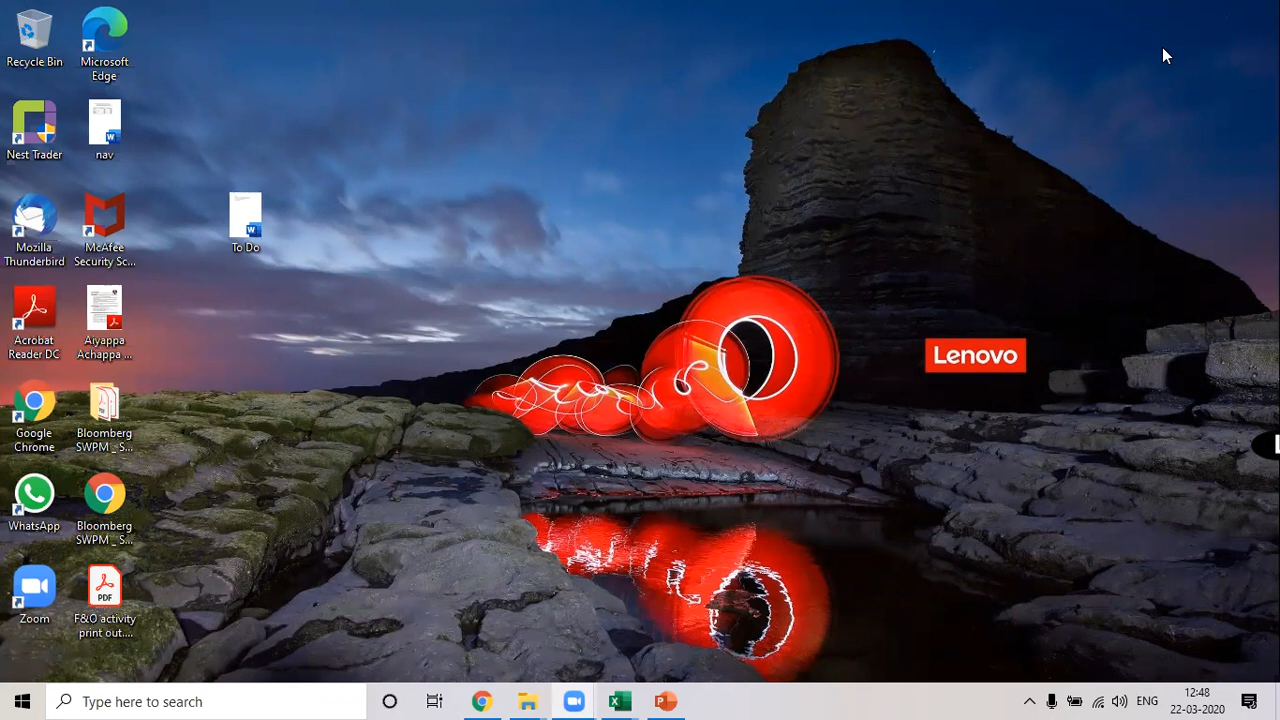 Recycle Bin
Microsoft
Edge
Nest Trader
nav
Mozilla
Thunderbird
McAfee
Security Sc...
To Do
Acrobat
Reader DC
Aiyappa
Achappa ...
Google
Chrome
Bloomberg
SWPM _ S...
WhatsApp
Bloomberg
SWPM _ S...
Zoom
PDF
F&O activity
print out....
Lenovo
Type here to search
ENG
12:48
22-03-2020